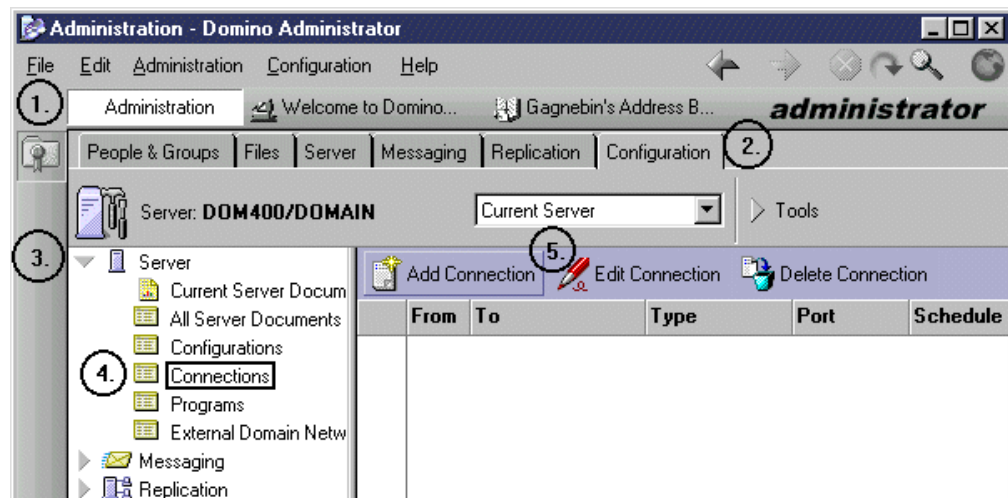 Administration - Domino Administrator
File Edit Administration Configuration Help
1. Administration Welcome to Domino... Gagnebin's Address B... administrator
People & Groups Files Server Messaging Replication Configuration 2.
Server: DOM400/DOMAIN Current Server Tools
3. Server
5.
Add Connection Edit Connection Delete Connection
Current Server Docum
From To Type Port Schedule
All Server Documents
Configurations
4. Connections
Programs
External Domain Netw
Messaging
Replication